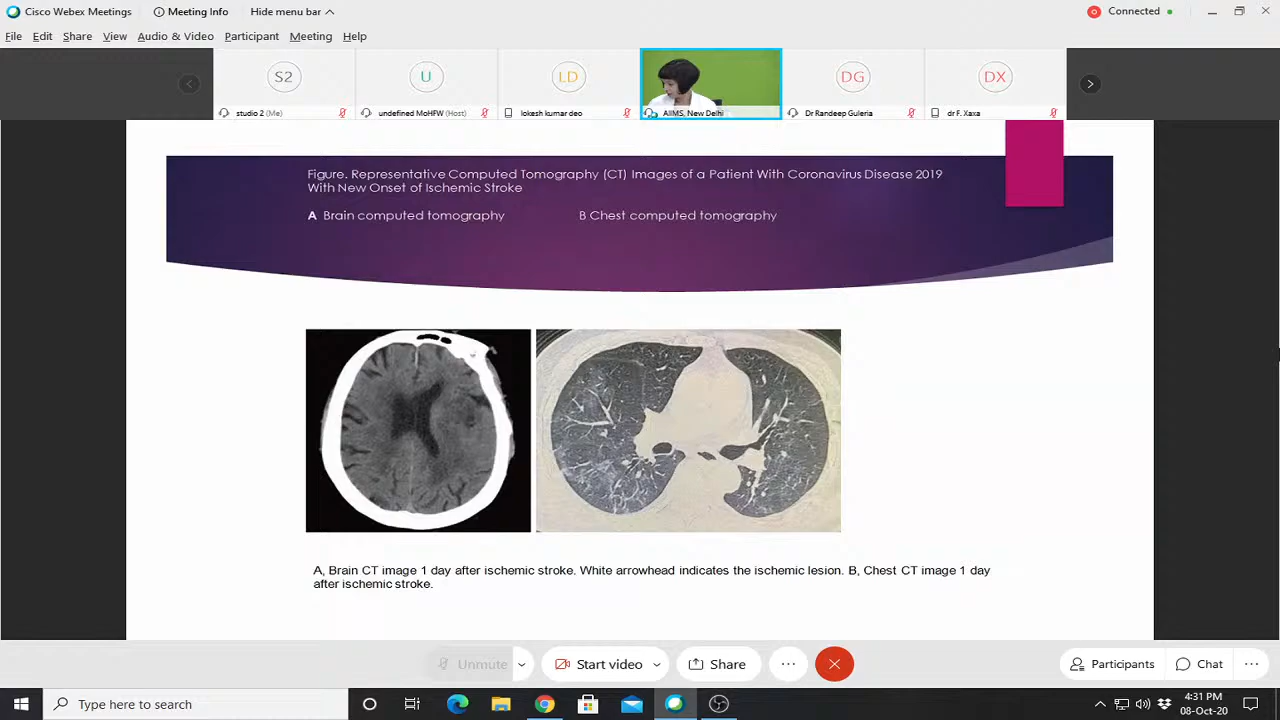 Cisco Webex Meetings
Meeting Info
Hide menu bar
Connected
File Edit Share View Audio & Video Participant Meeting Help
S2 U LD DG DX
studio 2 (Me) undefined MoHFW (Host) lokesh kumar deo AIIMS, New Delhi Dr Randeep Guleria dr F. Xaxa
Figure. Representative Computed Tomography (CT) Images of a Patient With Coronavirus Disease 2019
With New Onset of Ischemic Stroke
A Brain computed tomography B Chest computed tomography
A, Brain CT image 1 day after ischemic stroke. White arrowhead indicates the ischemic lesion. B, Chest CT image 1 day
after ischemic stroke.
Unmute Start video Share Participants Chat
Type here to search
4:31 PM
08-Oct-20